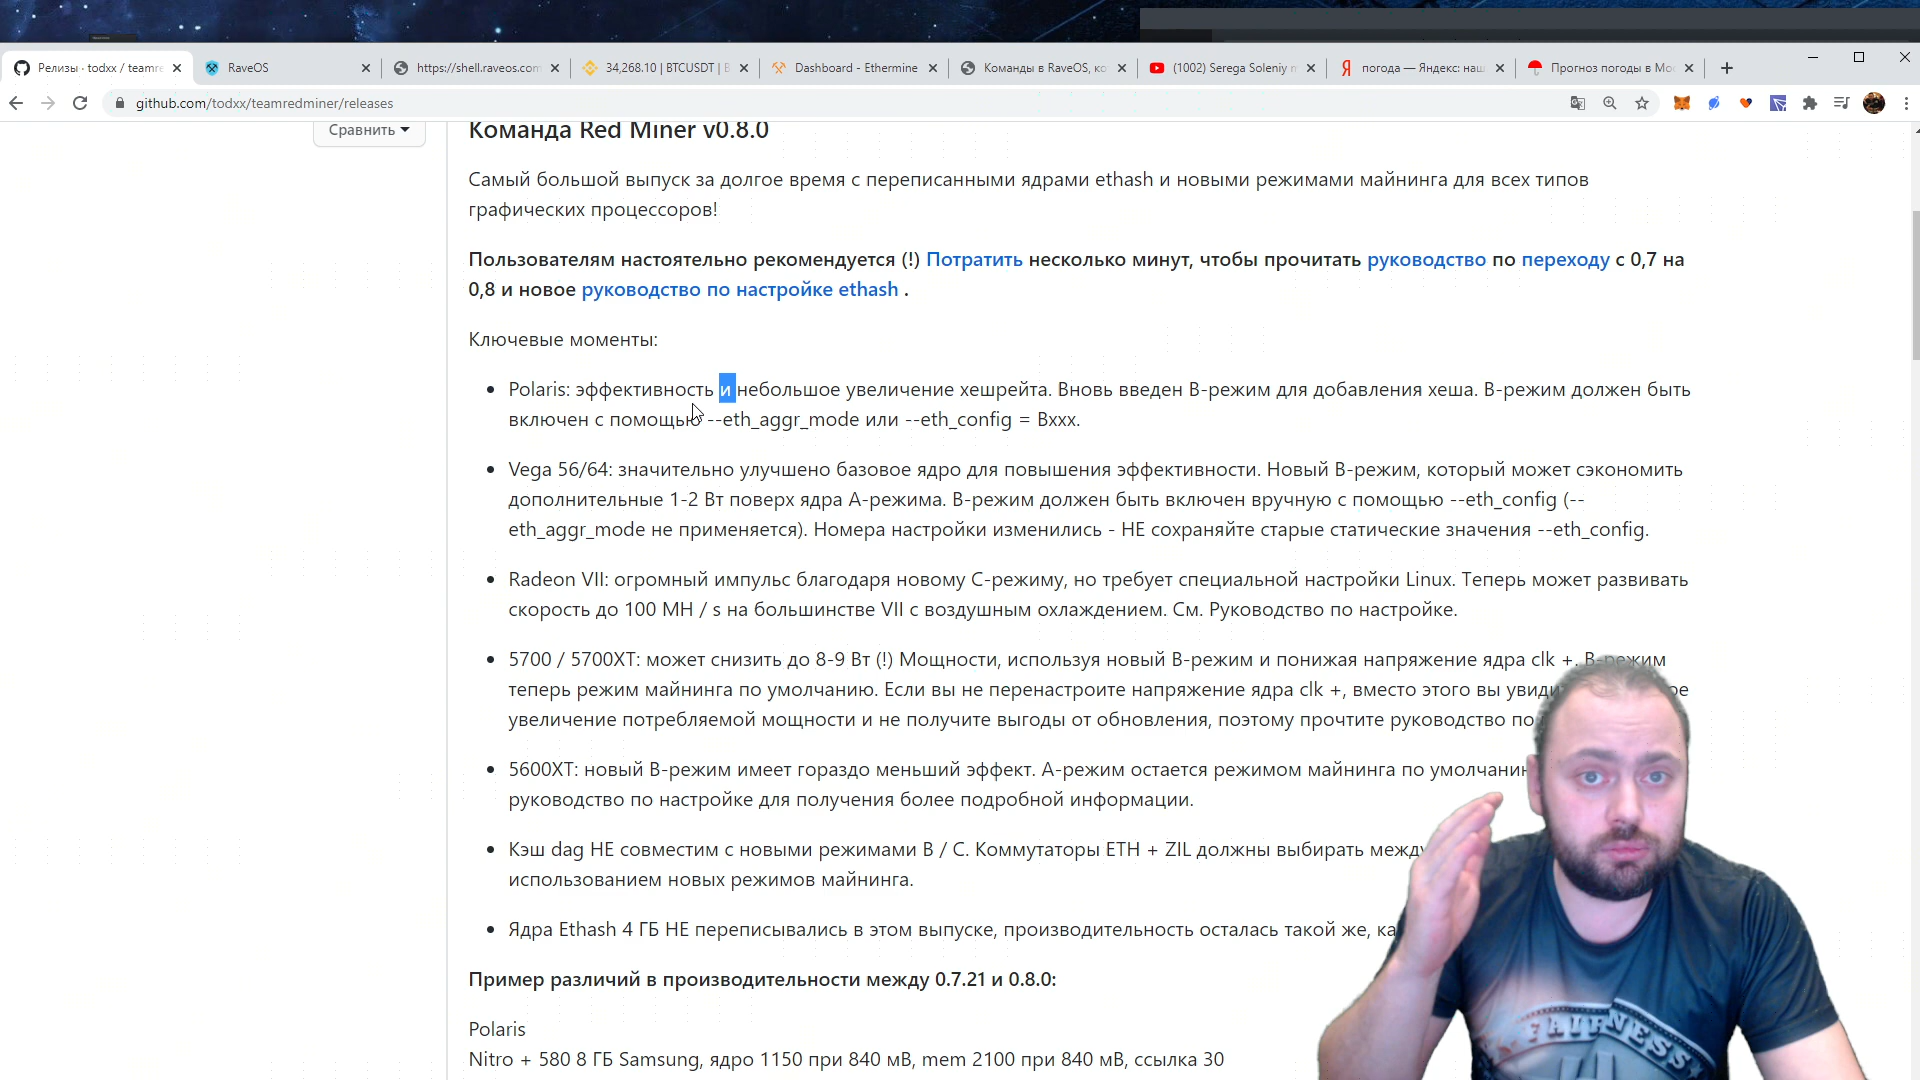 Релизы · todxx / teamre
RaveOS
https://shell.raveos.com
34,268.10 | BTCUSDT | B
Dashboard - Ethermine
Команды в RaveOS, ко
(1002) Serega Soleniy m
погода — Яндекс: наш
Прогноз погоды в Мос
github.com/todxx/teamredminer/releases
Сравнить
Команда Red Miner v0.8.0
Самый большой выпуск за долгое время с переписанными ядрами ethash и новыми режимами майнинга для всех типов
графических процессоров!
Пользователям настоятельно рекомендуется (!) Потратить несколько минут, чтобы прочитать руководство по переходу с 0,7 на
0,8 и новое руководство по настройке ethash .
Ключевые моменты:
Polaris: эффективность и небольшое увеличение хешрейта. Вновь введен B-режим для добавления хеша. B-режим должен быть
включен с помощью --eth_aggr_mode или --eth_config = Bxxx.
Vega 56/64: значительно улучшено базовое ядро для повышения эффективности. Новый B-режим, который может сэкономить
дополнительные 1-2 Вт поверх ядра A-режима. B-режим должен быть включен вручную с помощью --eth_config (--
eth_aggr_mode не применяется). Номера настройки изменились - НЕ сохраняйте старые статические значения --eth_config.
Radeon VII: огромный импульс благодаря новому C-режиму, но требует специальной настройки Linux. Теперь может развивать
скорость до 100 MH / s на большинстве VII с воздушным охлаждением. См. Руководство по настройке.
5700 / 5700XT: может снизить до 8-9 Вт (!) Мощности, используя новый B-режим и понижая напряжение ядра clk +. B-режим
теперь режим майнинга по умолчанию. Если вы не перенастроите напряжение ядра clk +, вместо этого вы увиди ое
увеличение потребляемой мощности и не получите выгоды от обновления, поэтому прочтите руководство по
5600XT: новый B-режим имеет гораздо меньший эффект. A-режим остается режимом майнинга по умолчанию
руководство по настройке для получения более подробной информации.
Кэш dag НЕ совместим с новыми режимами B / C. Коммутаторы ETH + ZIL должны выбирать между
использованием новых режимов майнинга.
Ядра Ethash 4 ГБ НЕ переписывались в этом выпуске, производительность осталась такой же, ка
Пример различий в производительности между 0.7.21 и 0.8.0:
Polaris
Nitro + 580 8 ГБ Samsung, ядро 1150 при 840 мВ, mem 2100 при 840 мВ, ссылка 30
FAIRNESS